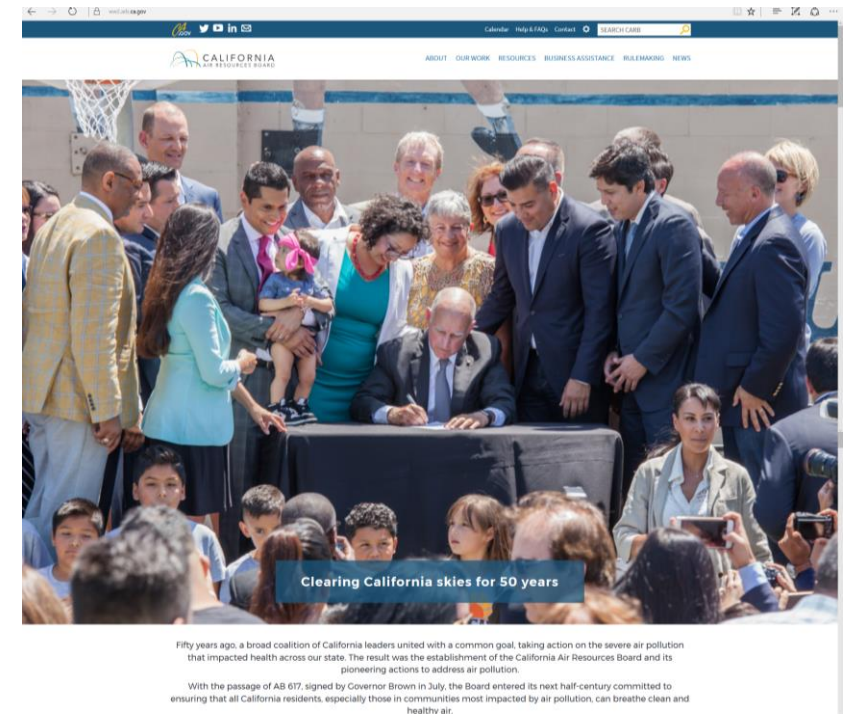 CA
GOV
Calendar Help & FAQs Contact SEARCH CARB
CALIFORNIA
AIR RESOURCES BOARD
ABOUT OUR WORK RESOURCES BUSINESS ASSISTANCE RULEMAKING NEWS
Clearing California skies for 50 years
Fifty years ago, a broad coalition of California leaders united with a common goal, taking action on the severe air pollution
that impacted health across our state. The result was the establishment of the California Air Resources Board and its
pioneering actions to address air pollution.
With the passage of AB 617, signed by Governor Brown in July, the Board entered its next half-century committed to
ensuring that all California residents, especially those in communities most impacted by air pollution, can breathe clean and
healthy air.